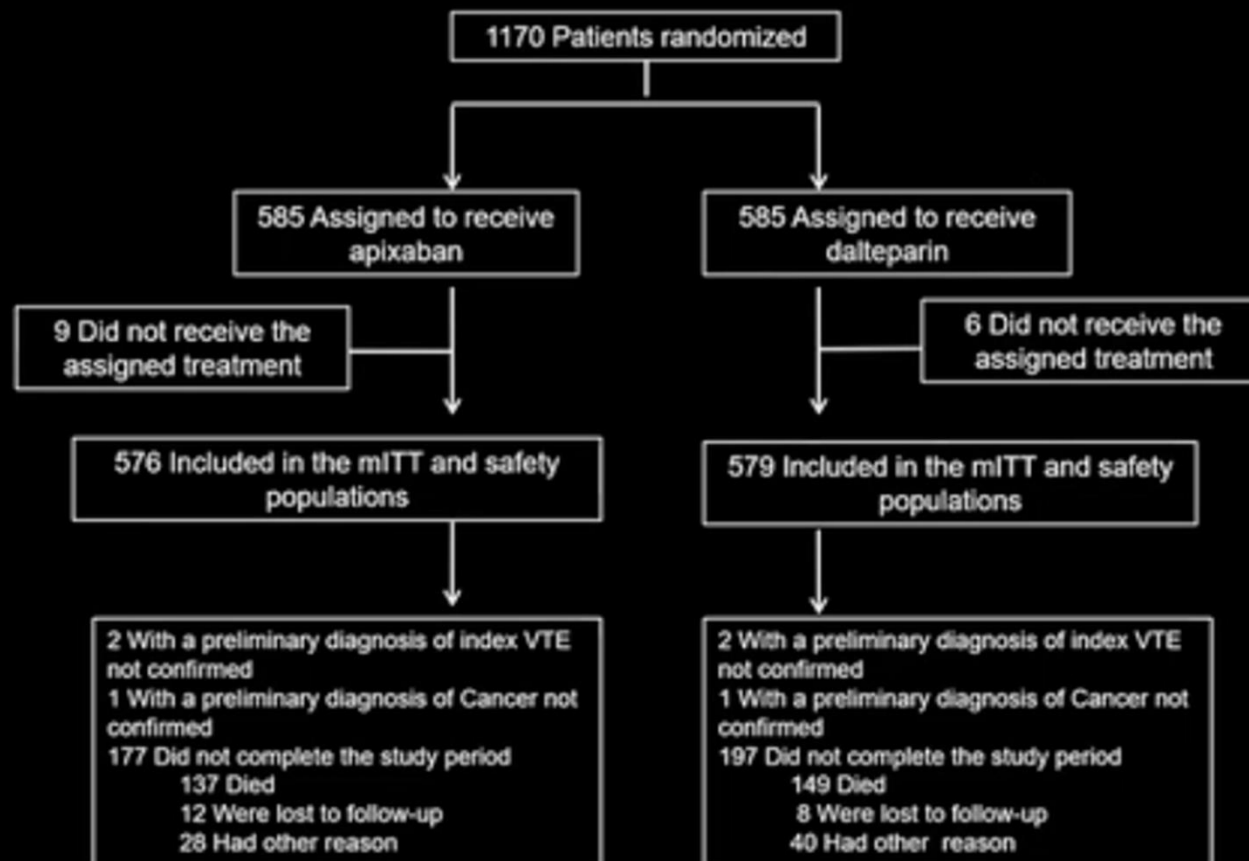 1170 Patients randomized
585 Assigned to receive
apixaban
585 Assigned to receive
dalteparin
9 Did not receive the
assigned treatment
6 Did not receive the
assigned treatment
576 Included in the mITT and safety
populations
579 Included in the mITT and safety
populations
2 With a preliminary diagnosis of index VTE
not confirmed
1 With a preliminary diagnosis of Cancer not
confirmed
177 Did not complete the study period
137 Died
12 Were lost to follow-up
28 Had other reason
2 With a preliminary diagnosis of index VTE
not confirmed
1 With a preliminary diagnosis of Cancer not
confirmed
197 Did not complete the study period
149 Died
8 Were lost to follow-up
40 Had other reason